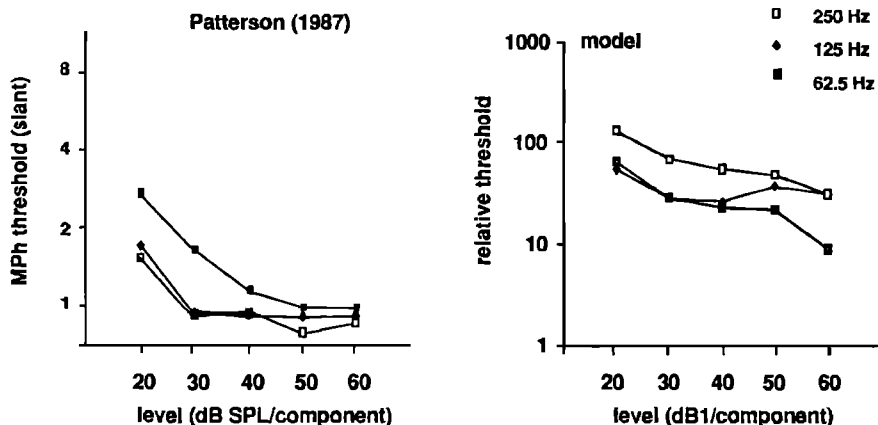 Patterson (1987)
MPh threshold (slant)
8
4
2
1
20 30 40 50 60
level (dB SPL/component)
model
250 Hz
125 Hz
62.5 Hz
relative threshold
1000
100
10
1
20 30 40 50 60
level (dB1/component)